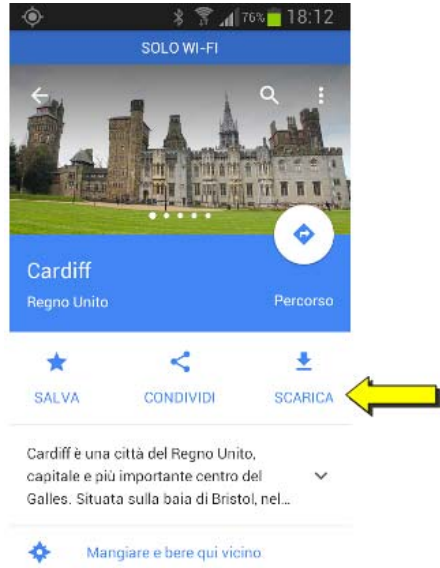 76% 18:12
SOLO WI-FI
Cardiff
Regno Unito Percorso
SALVA CONDIVIDI SCARICA
Cardiff è una città del Regno Unito,
capitale e più importante centro del
Galles. Situata sulla baia di Bristol, nel...
Mangiare e bere qui vicino